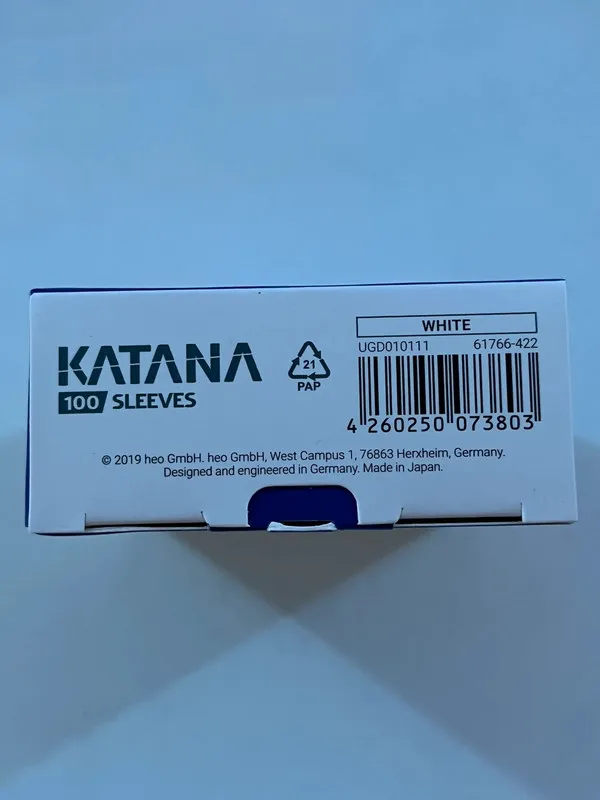 KATANA
100 SLEEVES
21
PAP
WHITE
UGD010111 61766-422
4 260250 073803
© 2019 heo GmbH. heo GmbH, West Campus 1, 76863 Herxheim, Germany.
Designed and engineered in Germany. Made in Japan.